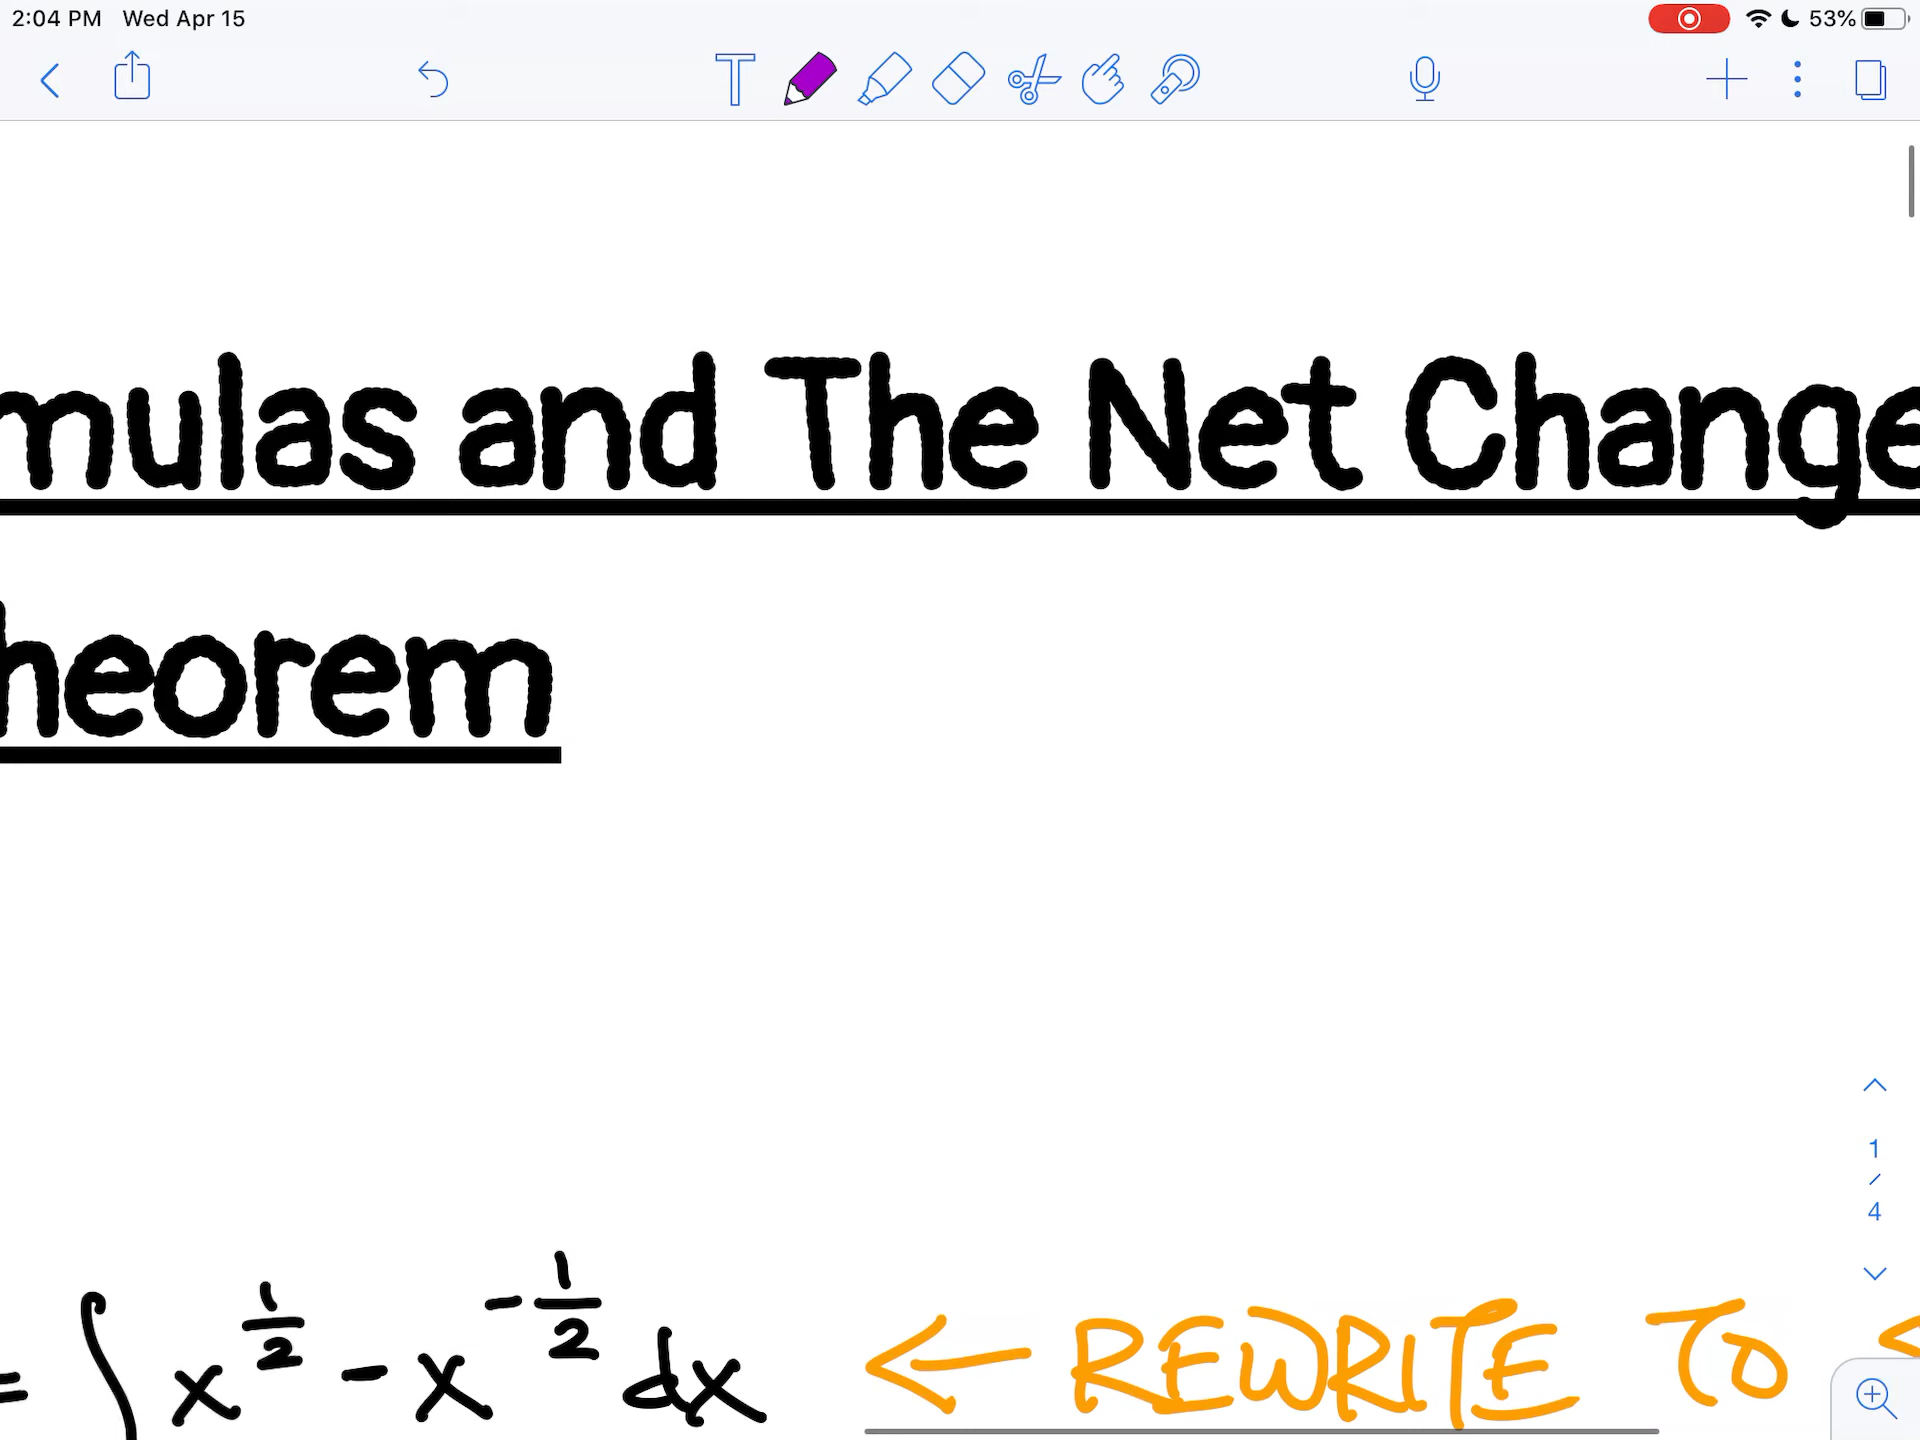 2:04 PM Wed Apr 15 53%
mulas and The Net Change
heorem
1
/
4
= ∫ x^{1/2} - x^{-1/2} dx ← REWRITE TO